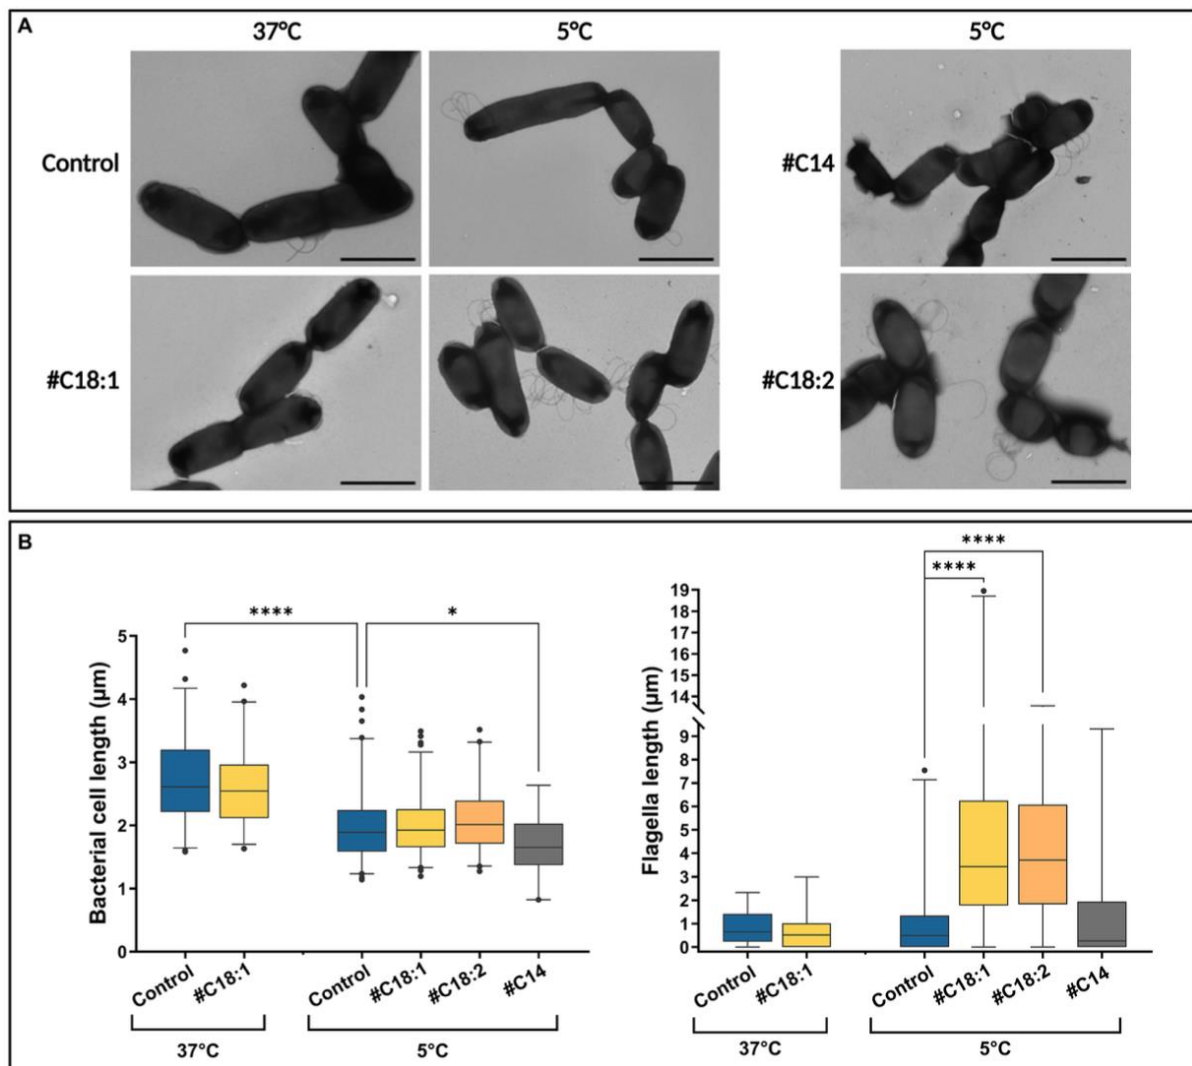 A
37°C
5°C
5°C
Control
#C14
#C18:1
#C18:2
B
****
*
****
****
Bacterial cell length (µm)
5
4
3
2
1
0
Control
#C18:1
Control
#C18:1
#C18:2
#C14
37°C
5°C
Flagella length (µm)
19
18
17
16
15
14
9
8
7
6
5
4
3
2
1
0
Control
#C18:1
Control
#C18:1
#C18:2
#C14
37°C
5°C